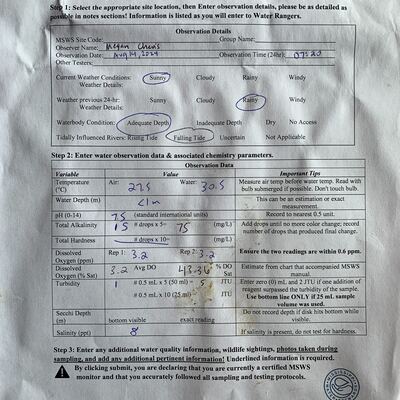 Step 1: Select the appropriate site location, then Enter observation details, please be as detailed as
possible in notes sections! Information is listed as you will enter to Water Rangers.
Observation Details
MSWS Site Code: Group Name:
Observer Name: Megan
Observation Date: Aug 14, 2024 Observation Time (24hr): 07:20
Other Testers:
Current Weather Conditions: Sunny Cloudy Rainy Windy
Weather Details:
Weather previous 24-hr: Sunny Cloudy Rainy Windy
Weather Details:
Waterbody Condition: Adequate Depth Inadequate Depth Dry No Access
Tidally Influenced Rivers: Rising Tide Falling Tide Uncertain Not Applicable
Step 2: Enter water observation data & associated chemistry parameters.
Observation Data
Variable Value Important Tips
Temperature (°C) Air: 27.5 Water: 30.5 Measure air temp before water temp. Read with bulb submerged if possible. Don't touch bulb.
Water Depth (m) <1m This can be an estimation or exact measurement.
pH (0-14) 7.5 (standard international units) Record to nearest 0.5 unit.
Total Alkalinity 15 # drops x 5= 75 (mg/L) Add drops until no more color change; record number of drops that produced final change.
Total Hardness # drops x 10= (mg/L)
Dissolved Oxygen (ppm) Rep 1: 3.2 Rep 2: 3.2 Ensure the two readings are within 0.6 ppm.
Dissolved Oxygen (% Sat) 3.2 Avg DO 43.36 % DO Sat Estimate from chart that accompanied MSWS manual.
Turbidity 1 # 0.5 mL x 5 (50 ml) = 5 JTU Enter zero (0) mL and 2 JTU if one addition of reagent surpassed the turbidity of the sample.
# 0.5 mL x 10 (25 ml)= JTU Use bottom line ONLY if 25 mL sample volume was used.
Secchi Depth (m) bottom visible exact reading Do not record depth if disk hits bottom while visible.
Salinity (ppt) 8 If salinity is present, do not test for hardness.
Step 3: Enter any additional water quality information, wildlife sightings, photos taken during
sampling, and add any additional pertinent information! Underlined information is required.
By clicking submit, you are declaring that you are currently a certified MSWS
monitor and that you accurately followed all sampling and testing protocols.